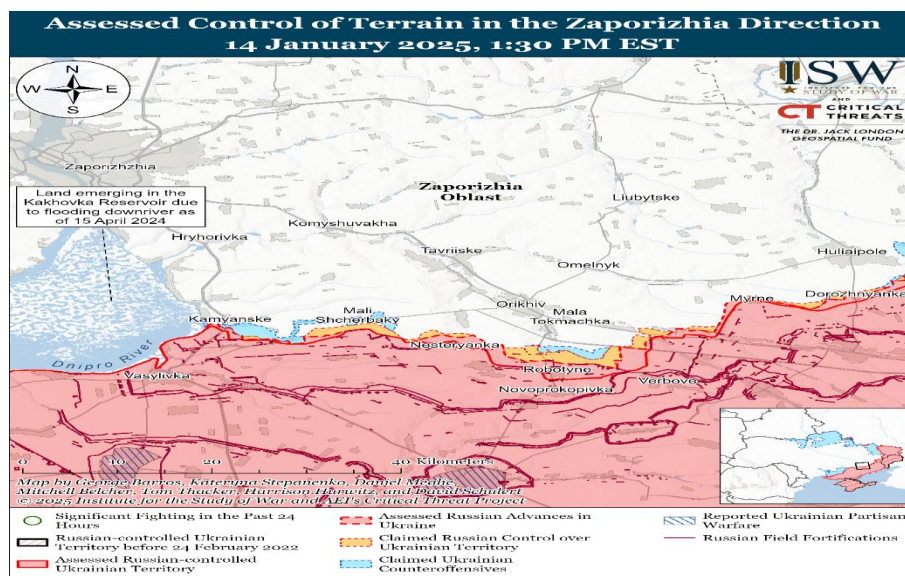 Assessed Control of Terrain in the Zaporizhia Direction
14 January 2025, 1:30 PM EST
N
W E
S
ISW
INSTITUTE FOR THE
STUDY OF WAR
AND
CT CRITICAL
THREATS
THE DR. JACK LONDON
GEOSPATIAL FUND
Zaporizhzhia
Land emerging in the
Kakhovka Reservoir due
to flooding downriver as
of 15 April 2024
Zaporizhia
Oblast
Liubytske
Komyshuvakha
Hryhorivka
Tavriiske
Huliaipole
Omelnyk
Orikhiv
Myrne
Dorozhnyanka
Kamyanske
Mali
Shcherbaky
Mala
Tokmachka
Nesteryanka
Dnipro River
Vasylivka
Robotyne
Verbove
Novoprokopivka
0 10 20 40 Kilometers
Map by George Barros, Kateryna Stepanenko, Daniel Mealie,
Mitchell Belcher, Tom Thacker, Harrison Hurwitz, and David Schulert
© 2025 Institute for the Study of War and AEI's Critical Threats Project
Significant Fighting in the Past 24
Hours
Russian-controlled Ukrainian
Territory before 24 February 2022
Assessed Russian-controlled
Ukrainian Territory
Assessed Russian Advances in
Ukraine
Claimed Russian Control over
Ukrainian Territory
Claimed Ukrainian
Counteroffensives
Reported Ukrainian Partisan
Warfare
Russian Field Fortifications